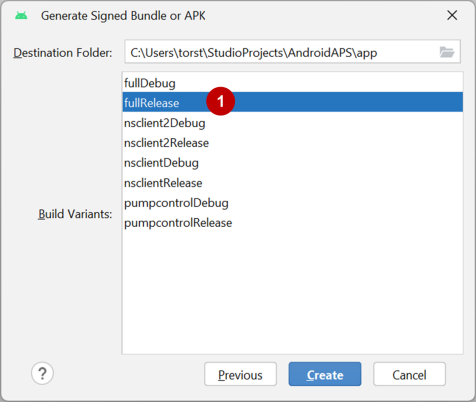 Generate Signed Bundle or APK
Destination Folder: C:\Users\torst\StudioProjects\AndroidAPS\app
fullDebug
fullRelease 1
nsclient2Debug
nsclient2Release
nsclientDebug
nsclientRelease
Build Variants: pumpcontrolDebug
pumpcontrolRelease
? Previous Create Cancel